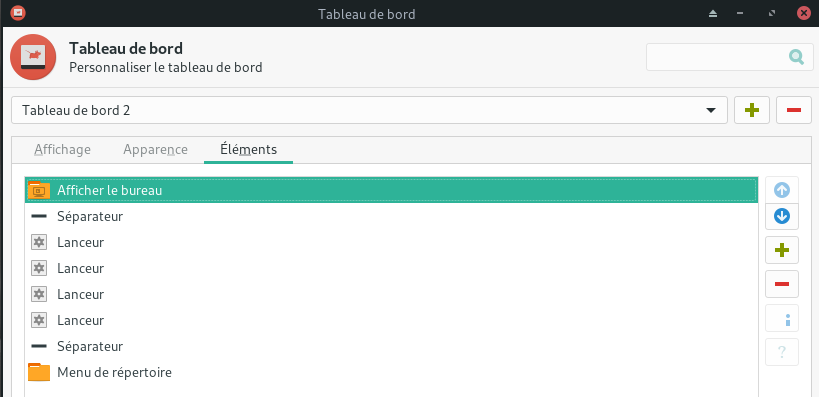 Tableau de bord
Tableau de bord
Personnaliser le tableau de bord
Tableau de bord 2
Affichage Apparence Éléments
Afficher le bureau
Séparateur
Lanceur
Lanceur
Lanceur
Lanceur
Séparateur
Menu de répertoire